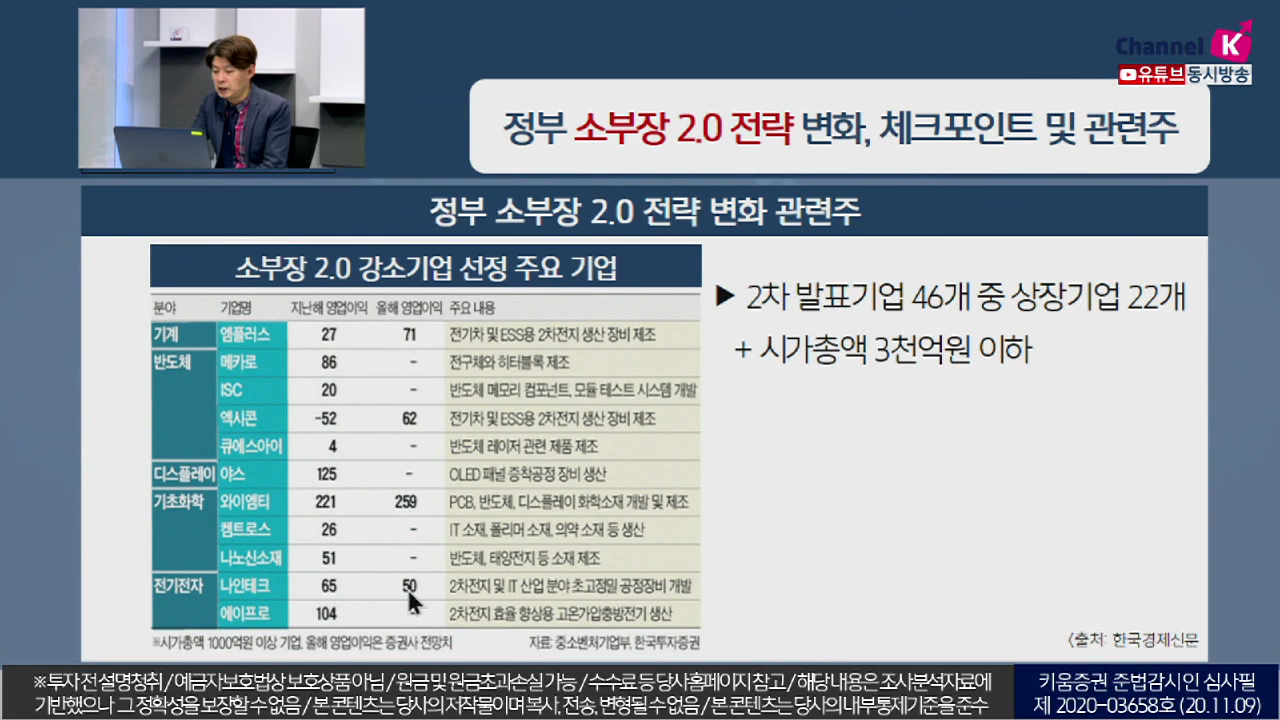 Channel K
유튜브동시방송
정부 소부장 2.0 전략 변화, 체크포인트 및 관련주
정부 소부장 2.0 전략 변화 관련주
소부장 2.0 강소기업 선정 주요 기업
분야 기업명 지난해 영업이익 올해 영업이익 주요 내용
기계 엠플러스 27 71 전기차 및 ESS용 2차전지 생산 장비 제조
반도체 메카로 86 - 전구체와 히터블록 제조
ISC 20 - 반도체 메모리 컴포넌트, 모듈 테스트 시스템 개발
엑시콘 -52 62 전기차 및 ESS용 2차전지 생산 장비 제조
큐에스아이 4 - 반도체 레이저 관련 제품 제조
디스플레이 야스 125 - OLED 패널 증착공정 장비 생산
기초화학 와이엠티 221 259 PCB, 반도체, 디스플레이 화학소재 개발 및 제조
켐트로스 26 - IT 소재, 폴리머 소재, 의약 소재 등 생산
나노신소재 51 - 반도체, 태양전지 등 소재 제조
전기전자 나인테크 65 50 2차전지 및 IT 산업 분야 초고정밀 공정장비 개발
에이프로 104 2차전지 효율 향상용 고온가압충방전기 생산
※시가총액 1000억원 이상 기업, 올해 영업이익은 증권사 전망치 자료: 중소벤처기업부, 한국투자증권
▶ 2차 발표기업 46개 중 상장기업 22개
+ 시가총액 3천억원 이하
<출처: 한국경제신문
※ 투자 전 설명청취 / 예금자보호법상 보호상품 아님 / 원금 및 원금초과손실 가능 / 수수료 등 당사홈페이지 참고 / 해당 내용은 조사분석자료에
기반했으나 그 정확성을 보장할 수 없음 / 본 콘텐츠는 당사의 저작물이며 복사, 전송, 변형될 수 없음 / 본 콘텐츠는 당사의 내부통제기준을 준수
키움증권 준법감시인 심사필
제 2020-03658호 (20.11.09)